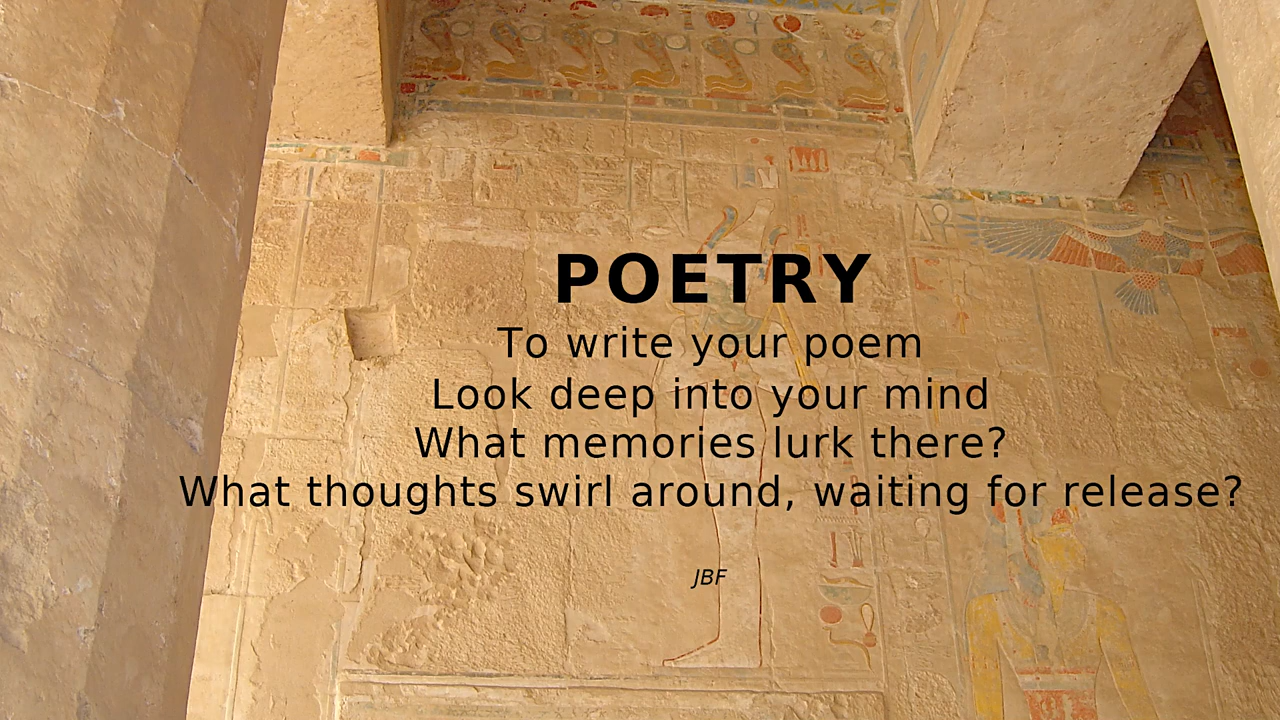 POETRY
To write your poem
Look deep into your mind
What memories lurk there?
What thoughts swirl around, waiting for release?
JBF